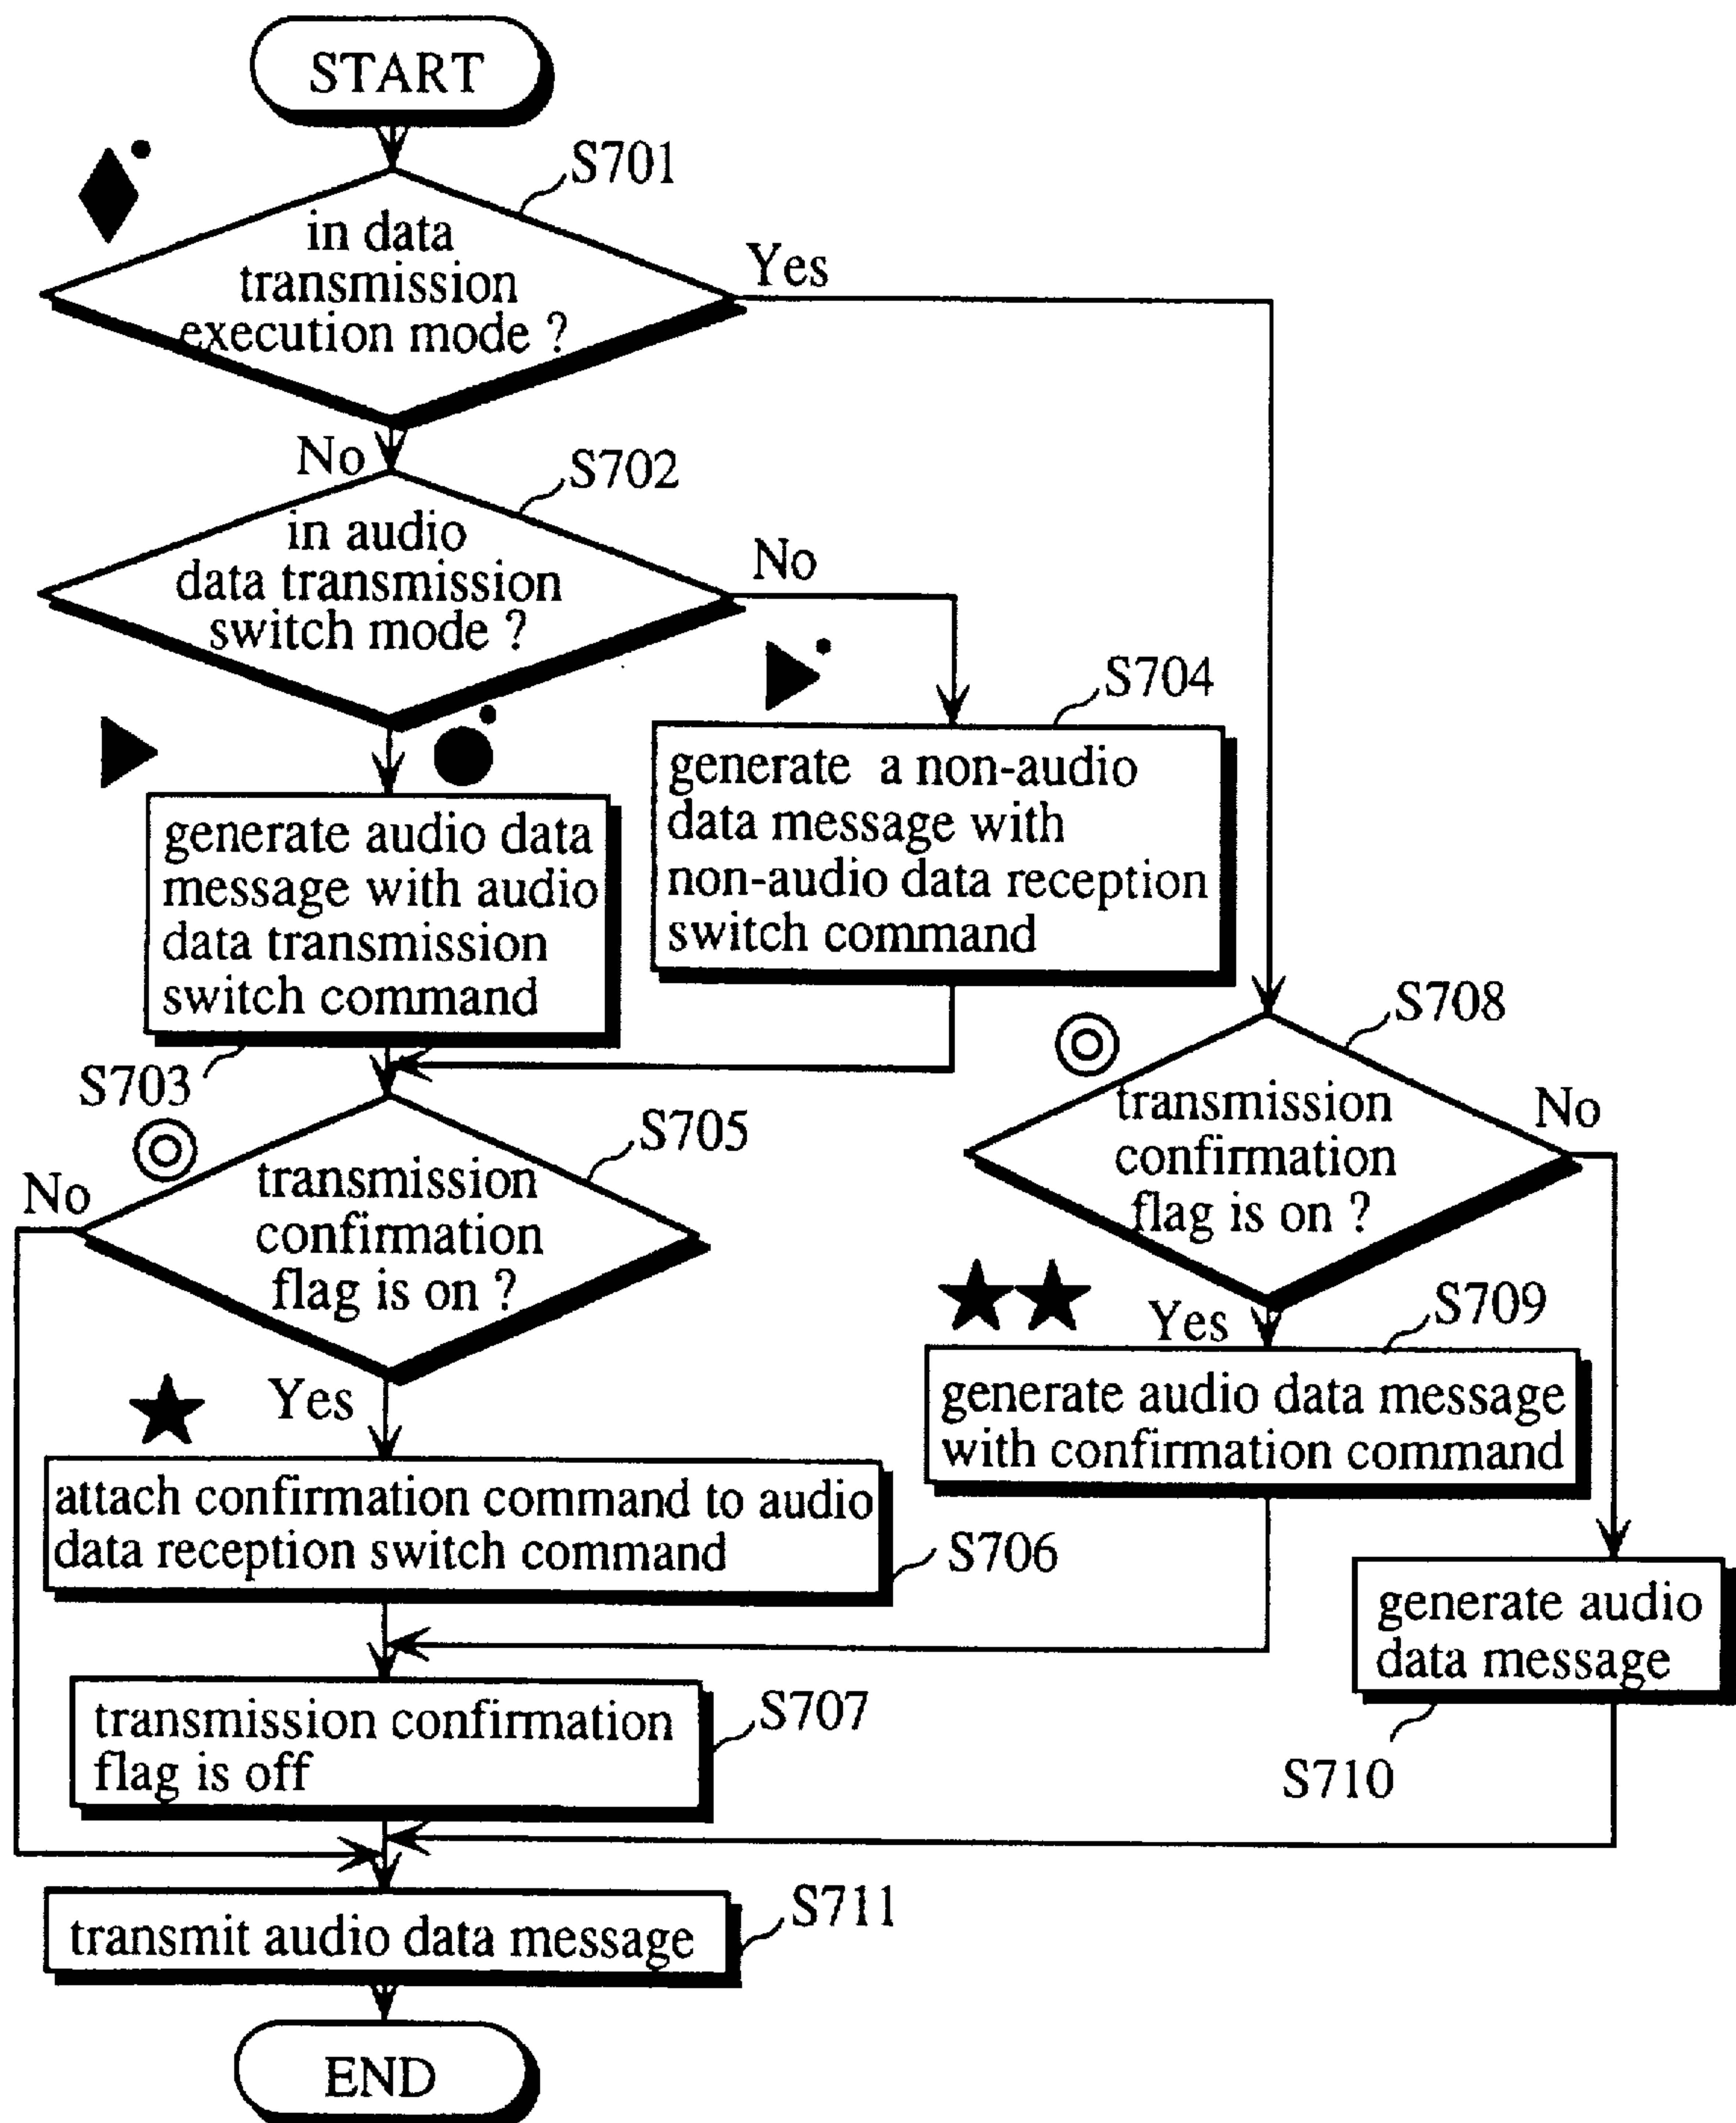 START
S701
in data
transmission
execution mode ?
Yes
No
S702
in audio
data transmission
switch mode ?
No
S704
generate a non-audio
data message with
non-audio data reception
switch command
generate audio data
message with audio
data transmission
switch command
S703
S708
transmission
confirmation
flag is on ?
No
S705
transmission
confirmation
flag is on ?
No
Yes
S709
generate audio data message
with confirmation command
Yes
attach confirmation command to audio
data reception switch command
S706
generate audio
data message
S710
transmission confirmation
flag is off
S707
transmit audio data message
S711
END